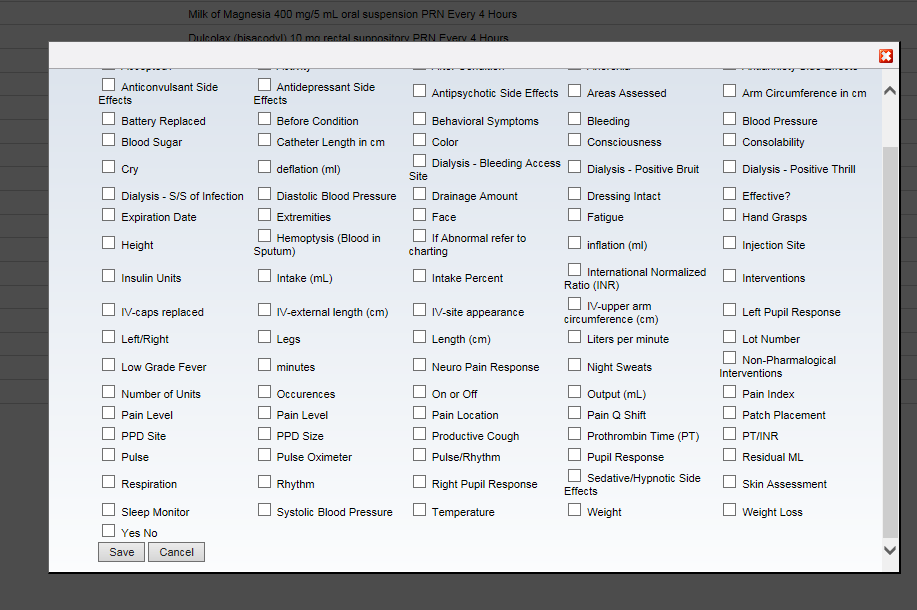 Milk of Magnesia 400 mg/5 mL oral suspension PRN Every 4 Hours
Dulcolax (bisacodyl) 10 mg rectal suppository PRN Every 4 Hours
Anticonvulsant Side Effects
Antidepressant Side Effects
Antipsychotic Side Effects
Areas Assessed
Arm Circumference in cm
Battery Replaced
Before Condition
Behavioral Symptoms
Bleeding
Blood Pressure
Blood Sugar
Catheter Length in cm
Color
Consciousness
Consolability
Cry
deflation (ml)
Dialysis - Bleeding Access Site
Dialysis - Positive Bruit
Dialysis - Positive Thrill
Dialysis - S/S of Infection
Diastolic Blood Pressure
Drainage Amount
Dressing Intact
Effective?
Expiration Date
Extremities
Face
Fatigue
Hand Grasps
Height
Hemoptysis (Blood in Sputum)
If Abnormal refer to charting
inflation (ml)
Injection Site
Insulin Units
Intake (mL)
Intake Percent
International Normalized Ratio (INR)
Interventions
IV-caps replaced
IV-external length (cm)
IV-site appearance
IV-upper arm circumference (cm)
Left Pupil Response
Left/Right
Legs
Length (cm)
Liters per minute
Lot Number
Low Grade Fever
minutes
Neuro Pain Response
Night Sweats
Non-Pharmalogical Interventions
Number of Units
Occurences
On or Off
Output (mL)
Pain Index
Pain Level
Pain Level
Pain Location
Pain Q Shift
Patch Placement
PPD Site
PPD Size
Productive Cough
Prothrombin Time (PT)
PT/INR
Pulse
Pulse Oximeter
Pulse/Rhythm
Pupil Response
Residual ML
Respiration
Rhythm
Right Pupil Response
Sedative/Hypnotic Side Effects
Skin Assessment
Sleep Monitor
Systolic Blood Pressure
Temperature
Weight
Weight Loss
Yes No
Save
Cancel